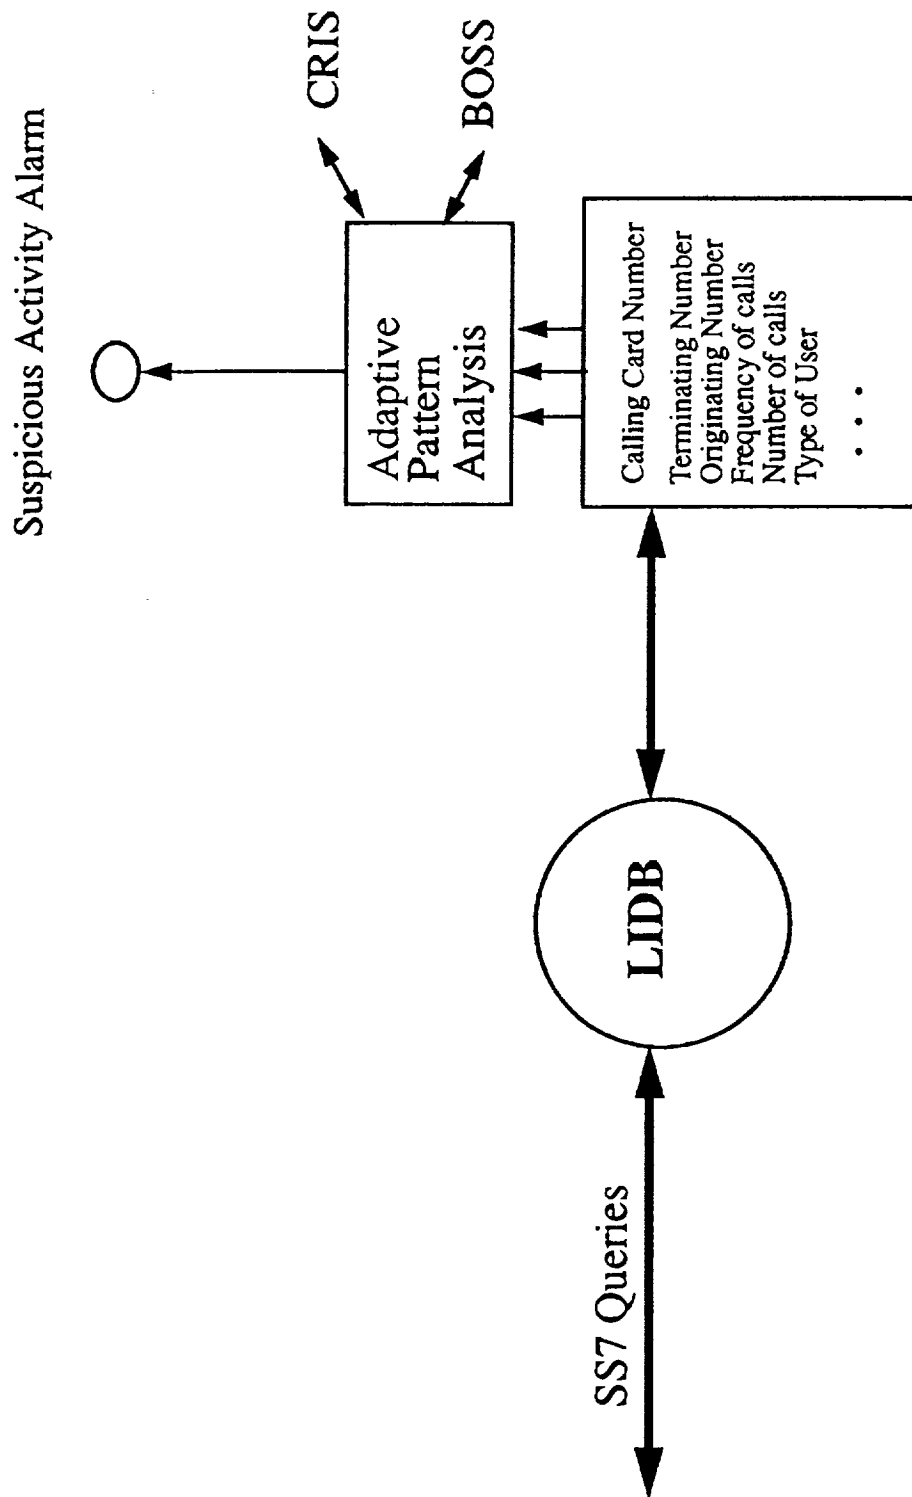 Suspicious Activity Alarm
CRIS
BOSS
Adaptive
Pattern
Analysis
Calling Card Number
Terminating Number
Originating Number
Frequency of calls
Number of calls
Type of User
. . .
LIDB
SS7 Queries